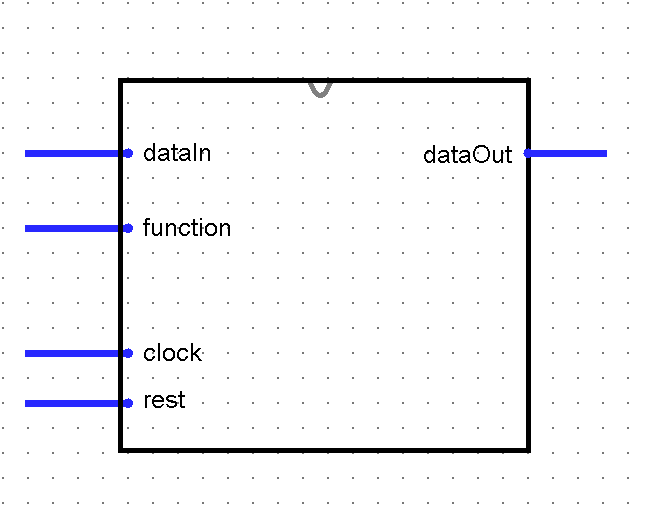 dataIn
dataOut
function
clock
rest